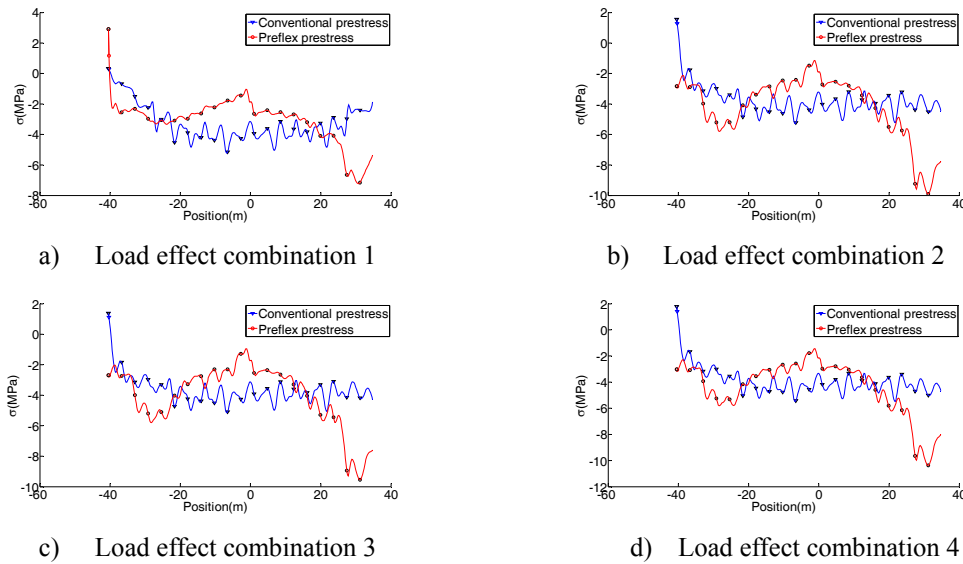 4
2
0
-2
-4
-6
-8
-60 -40 -20 0 20 40
σ(MPa)
Position(m)
Conventional prestress
Preflex prestress
a) Load effect combination 1
2
0
-2
-4
-6
-8
-10
-60 -40 -20 0 20 40
σ(MPa)
Position(m)
Conventional prestress
Preflex prestress
b) Load effect combination 2
2
0
-2
-4
-6
-8
-10
-60 -40 -20 0 20 40
σ(MPa)
Position(m)
Conventional prestress
Preflex prestress
c) Load effect combination 3
2
0
-2
-4
-6
-8
-10
-12
-60 -40 -20 0 20 40
σ(MPa)
Position(m)
Conventional prestress
Preflex prestress
d) Load effect combination 4